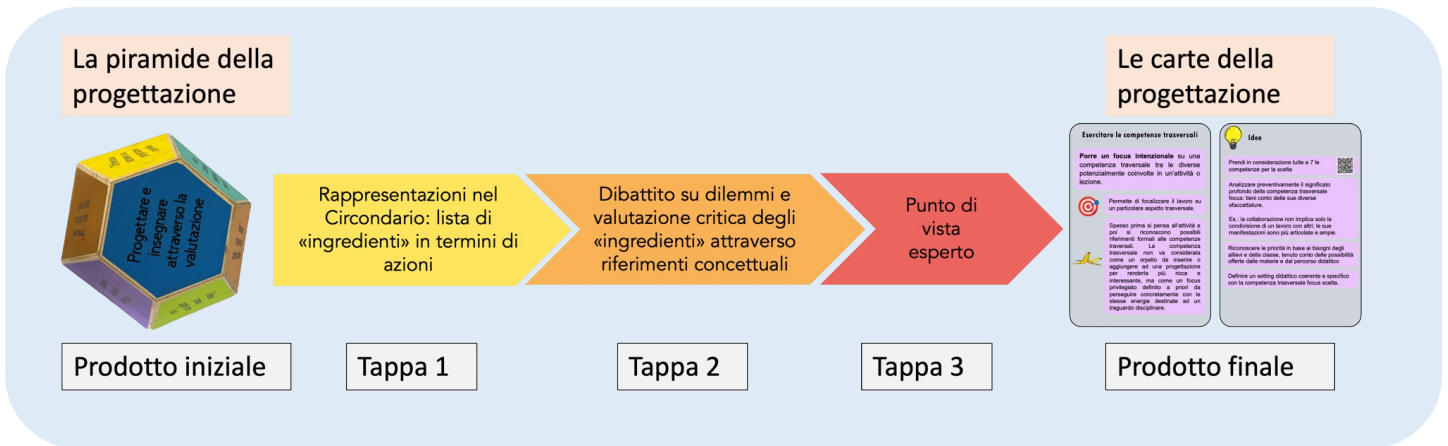 La piramide della
progettazione
Progettare e
insegnare
attraverso la
valutazione
Rappresentazioni nel
Circondario: lista di
«ingredienti» in termini di
azioni
Dibattito su dilemmi e
valutazione critica degli
«ingredienti» attraverso
riferimenti concettuali
Punto di
vista
esperto
Le carte della
progettazione
Esercitare le competenze trasversali
Porre un focus intenzionale su una
competenza traversale tra le diverse
potenzialmente coinvolte in un'attività o
lezione.
Permette di focalizzare il lavoro su
un particolare aspetto trasversale.
Spesso prima si pensa all'attività e
poi si riconoscono possibili
riferimenti formali alle competenze
traversali. La competenza
trasversale non va considerata
come un orpello da inserire o
aggiungere ad una progettazione
per renderla più ricca e
interessante, ma come un focus
privilegiato definito a priori da
perseguire concretamente con le
stesse energie destinate ad un
traguardo disciplinare.
Idee
Prendi in considerazione tutte e 7 le
competenze per la scelta
Analizzare preventivamente il significato
profondo della competenza trasversale
focus: tieni conto delle sue diverse
sfaccettature.
Es.: la collaborazione non implica solo la
condivisione di un lavoro con altri: le sue
manifestazioni sono più articolate e ampie.
Riconoscere le priorità in base ai bisogni degli
allievi e della classe, tenuto conto delle possibilità
offerte dalle materie e dal percorso didattico
Definire un setting didattico coerente e specifico
con la competenza trasversale focus scelta.
Prodotto iniziale
Tappa 1
Tappa 2
Tappa 3
Prodotto finale